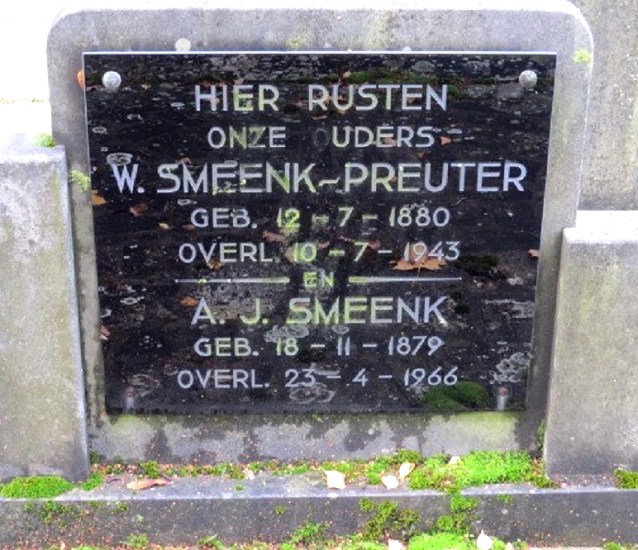 HIER RUSTEN
ONZE OUDERS
W. SMEENK-PREUTER
GEB. 12-7-1880
OVERL. 10-7-1943
EN
A. J. SMEENK
GEB. 18-11-1879
OVERL. 23-4-1966